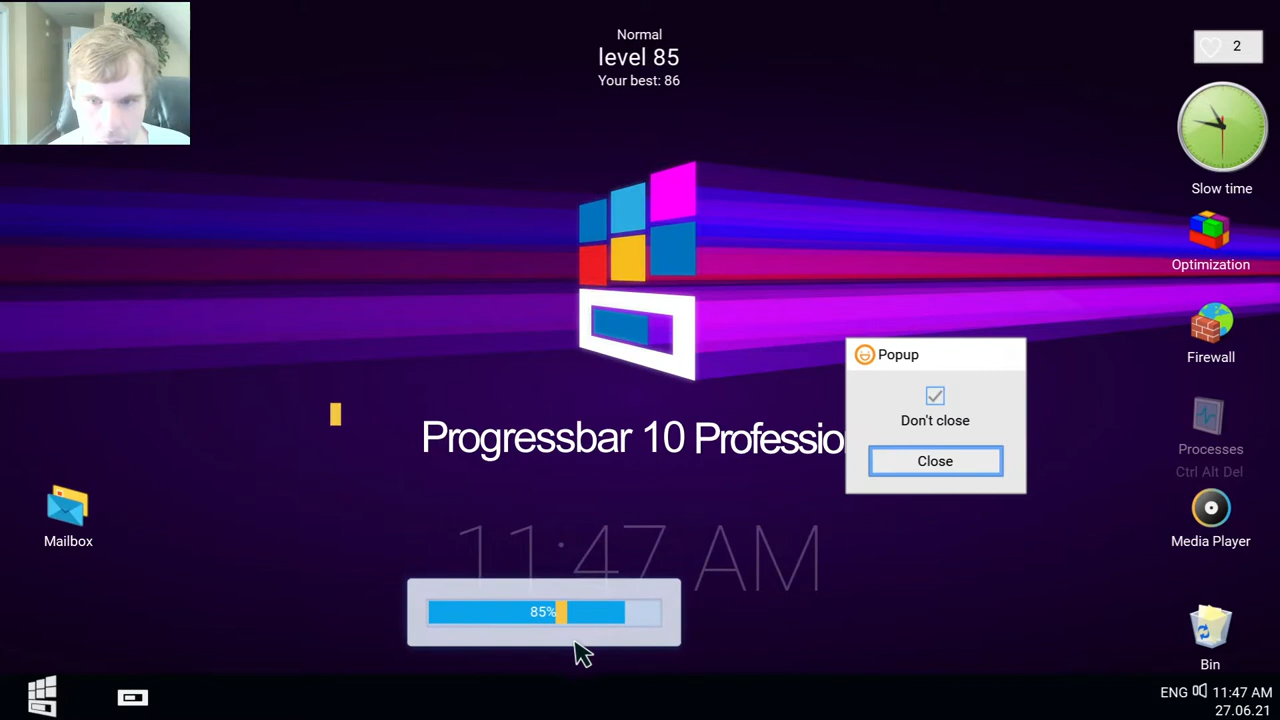 Normal
level 85
Your best: 86
2
Slow time
Optimization
Firewall
Processes
Ctrl Alt Del
Media Player
Bin
Popup
Don't close
Close
Progressbar 10 Professio
Mailbox
11:47 AM
85%
ENG 11:47 AM
27.06.21